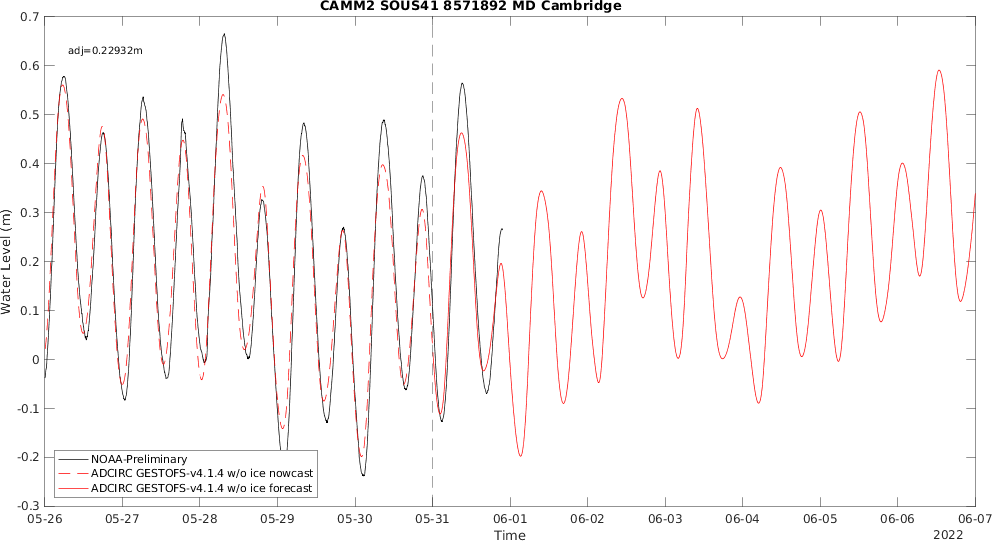 CAMM2 SOUS41 8571892 MD Cambridge
0.7
0.6
0.5
0.4
0.3
0.2
0.1
0
-0.1
-0.2
-0.3
Water Level (m)
adj=0.22932m
NOAA-Preliminary
ADCIRC GESTOFS-v4.1.4 w/o ice nowcast
ADCIRC GESTOFS-v4.1.4 w/o ice forecast
05-26 05-27 05-28 05-29 05-30 05-31 06-01 06-02 06-03 06-04 06-05 06-06 06-07
Time
2022